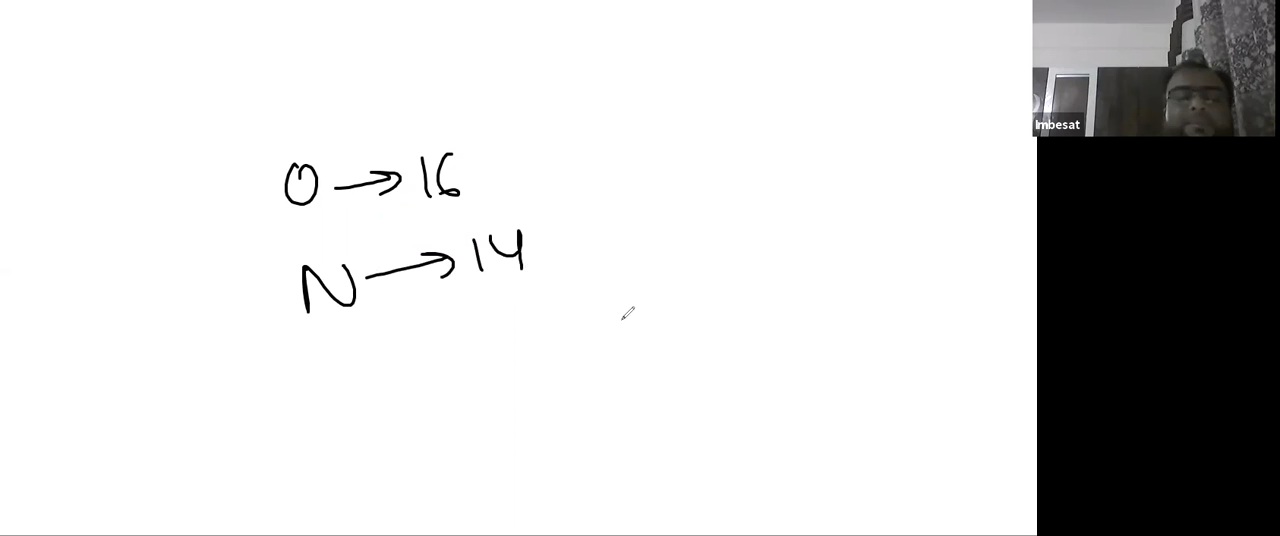 O → 16
N → 14
Imbesat